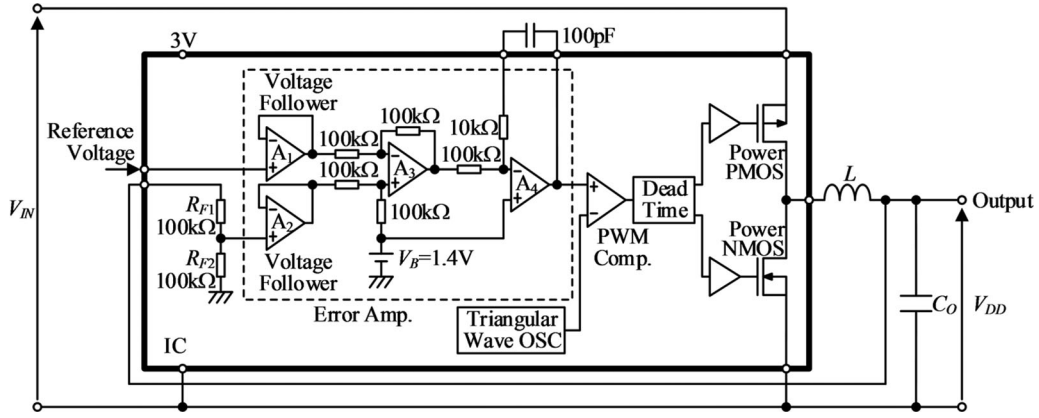 3V
100pF
Voltage
Follower
100kΩ
100kΩ
10kΩ
100kΩ
Reference
Voltage
A1
A3
100kΩ
A4
Power
PMOS
L
Output
VIN
RF1
100kΩ
A2
100kΩ
Dead
Time
PWM
Comp.
Power
NMOS
RF2
100kΩ
Voltage
Follower
VB=1.4V
Error Amp.
Triangular
Wave OSC
CO
VDD
IC